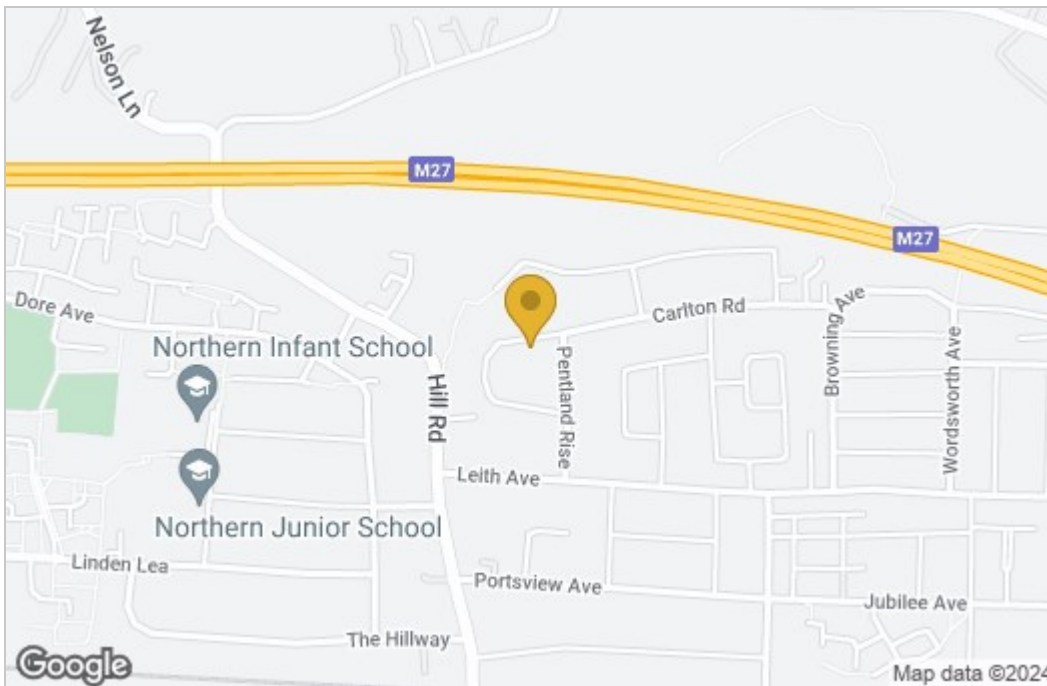 Nelson Ln
M27
M27
Dore Ave
Carlton Rd
Northern Infant School
Hill Rd
Pentland Rise
Browning Ave
Wordsworth Ave
Leith Ave
Northern Junior School
Linden Lea
Portsview Ave
Jubilee Ave
The Hillway
Google
Map data ©2024